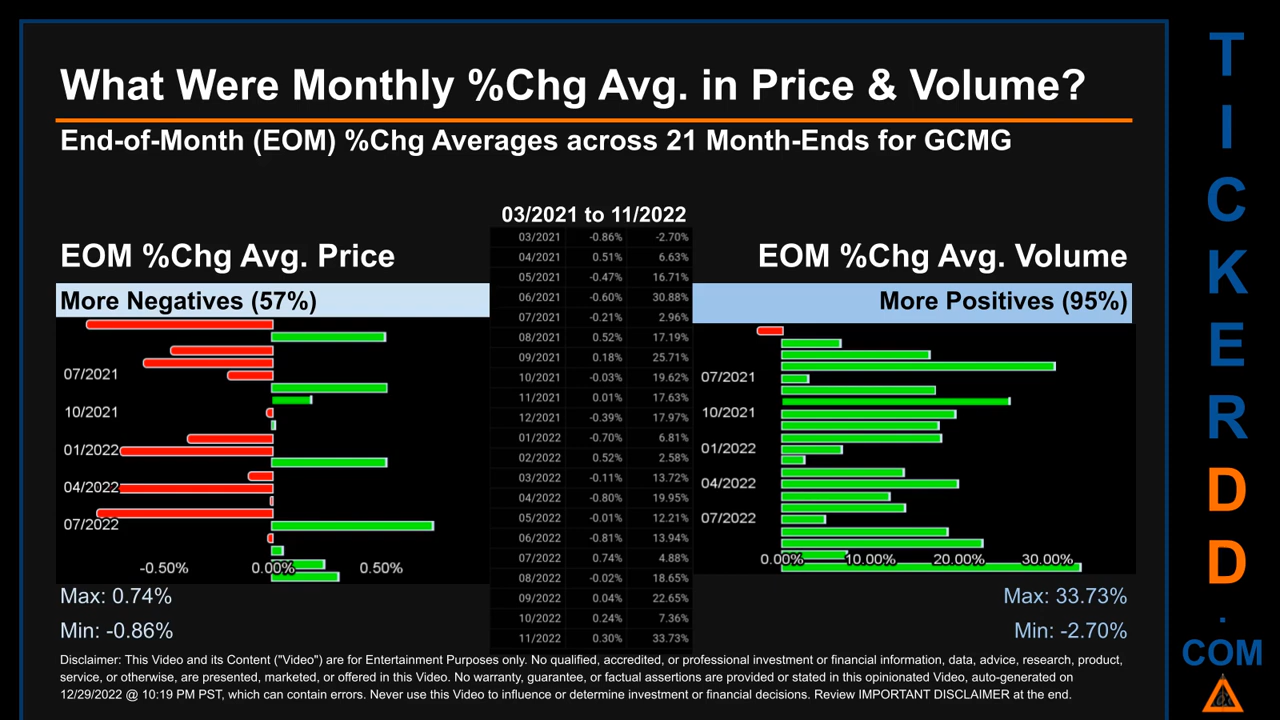 What Were Monthly %Chg Avg. in Price & Volume?
End-of-Month (EOM) %Chg Averages across 21 Month-Ends for GCMG
03/2021 to 11/2022
EOM %Chg Avg. Price
More Negatives (57%)
07/2021
10/2021
01/2022
04/2022
07/2022
-0.50% 0.00% 0.50%
Max: 0.74%
Min: -0.86%
03/2021 -0.86% -2.70%
04/2021 0.51% 6.63%
05/2021 -0.47% 16.71%
06/2021 -0.60% 30.88%
07/2021 -0.21% 2.96%
08/2021 0.52% 17.19%
09/2021 0.18% 25.71%
10/2021 -0.03% 19.62%
11/2021 0.01% 17.63%
12/2021 -0.39% 17.97%
01/2022 -0.70% 6.81%
02/2022 0.52% 2.58%
03/2022 -0.11% 13.72%
04/2022 -0.80% 19.95%
05/2022 -0.01% 12.21%
06/2022 -0.81% 13.94%
07/2022 0.74% 4.88%
08/2022 -0.02% 18.65%
09/2022 0.04% 22.65%
10/2022 0.24% 7.36%
11/2022 0.30% 33.73%
EOM %Chg Avg. Volume
More Positives (95%)
07/2021
10/2021
01/2022
04/2022
07/2022
0.00% 10.00% 20.00% 30.00%
Max: 33.73%
Min: -2.70%
Disclaimer: This Video and its Content ("Video") are for Entertainment Purposes only. No qualified, accredited, or professional investment or financial information, data, advice, research, product,
service, or otherwise, are presented, marketed, or offered in this Video. No warranty, guarantee, or factual assertions are provided or stated in this opinionated Video, auto-generated on
12/29/2022 @ 10:19 PM PST, which can contain errors. Never use this Video to influence or determine investment or financial decisions. Review IMPORTANT DISCLAIMER at the end.
T
I
C
K
E
R
D
D
.
COM